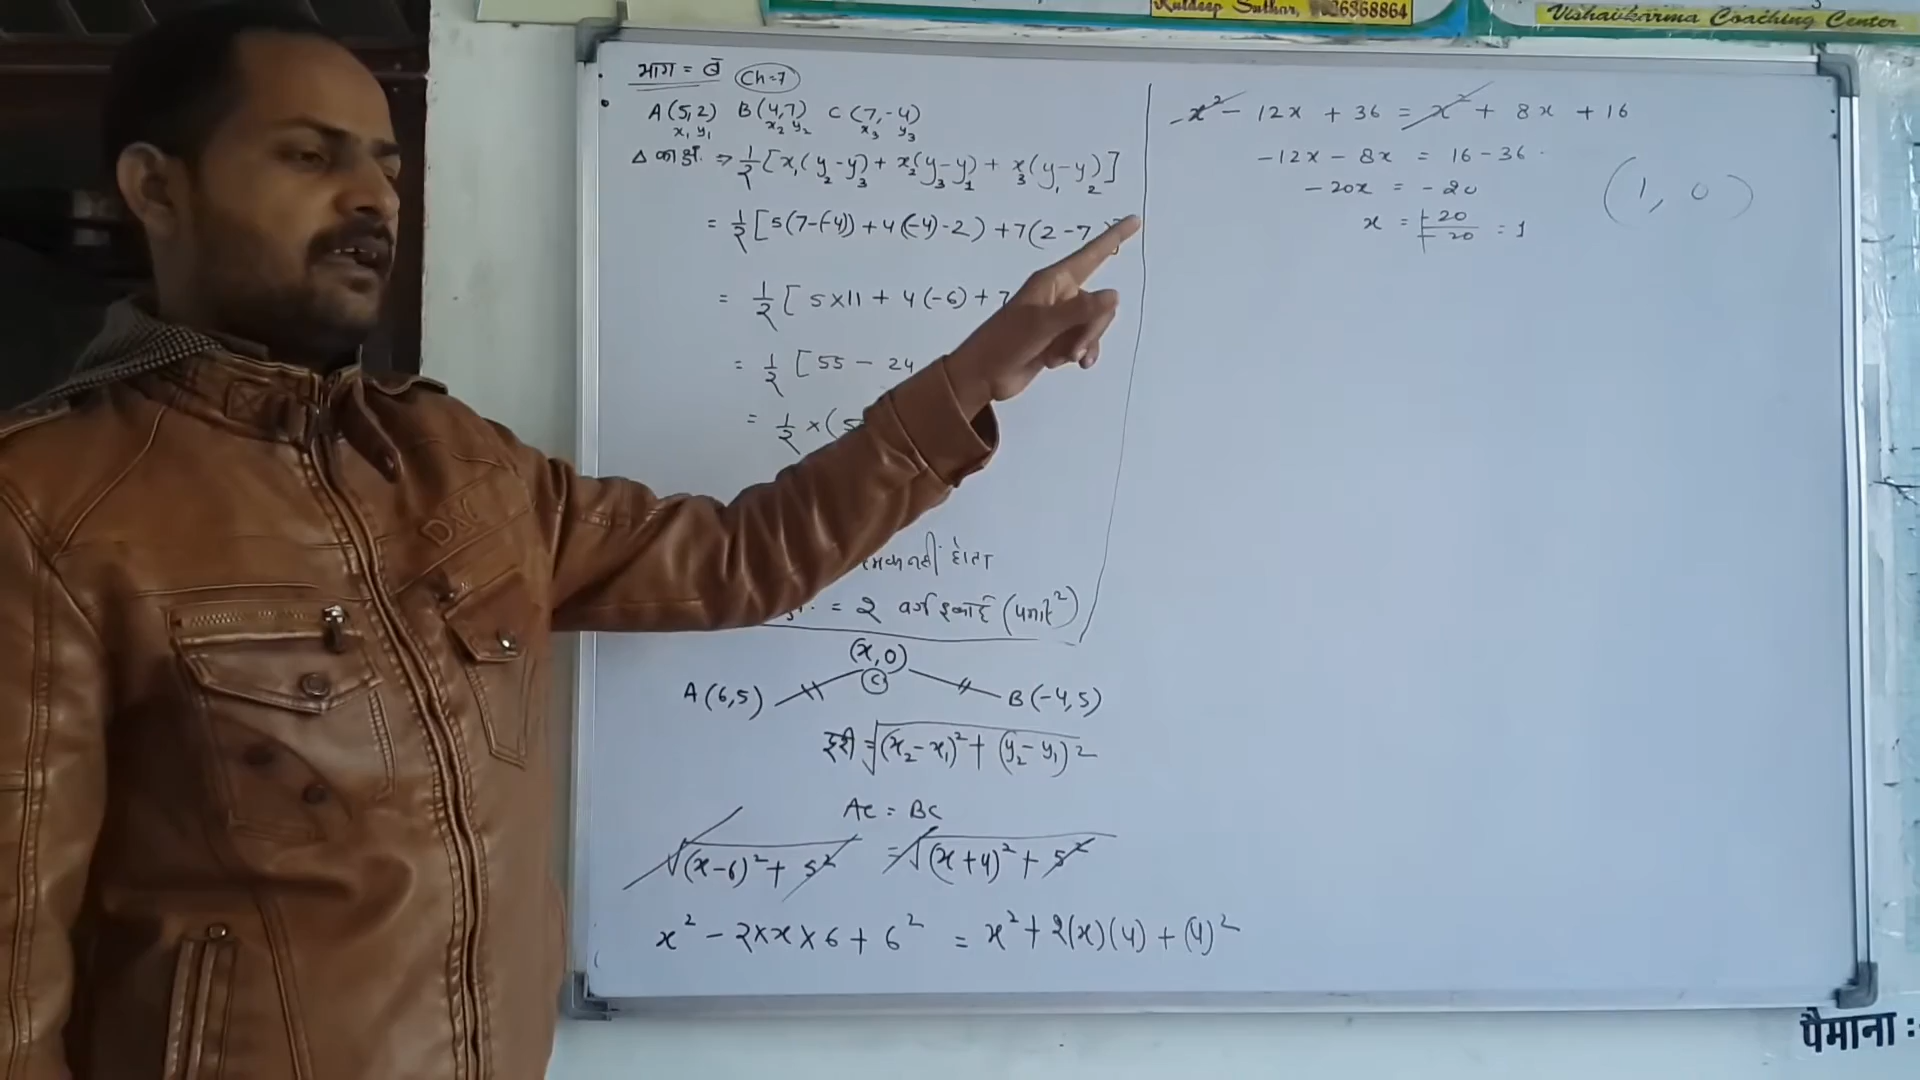 Kuldeep Suthar,
Vishavkarma Coaching Center
भाग = ब Ch-7
A(5,2) B(4,7) C(7,-4)
x₁ y₁ x₂ y₂ x₃ y₃
△ का क्षे. ⇒ 1/2 [x₁(y₂-y₃) + x₂(y₃-y₁) + x₃(y₁-y₂)]
= 1/2 [5(7-(-4)) + 4(-4)-2) + 7(2-7
= 1/2 [5×11 + 4(-6) + 7
= 1/2 [55 - 24
= 1/2 × (5
नही होता
= 2 वर्ग इकाई
(x,0)
A(6,5) C B(-4,5)
दूरी = √(x₂-x₁)² + (y₂-y₁)2
AC = BC
√(x-6)² + 5² = √(x+4)² + 5²
x² - 2×x×6 + 6² = x² + 2(x)(4) + (4)²
x² - 12x + 36 = x² + 8x + 16
-12x - 8x = 16-36
-20x = -20
x = -20/-20 = 1
(1, 0)
पैमाना :